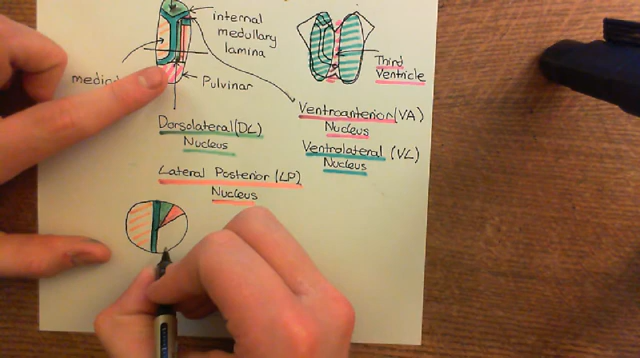 internal
medullary
lamina
Pulvinar
Third
Ventricle
Ventroanterior (VA)
Nucleus
Ventrolateral (VL)
Nucleus
Dorsolateral (DL)
Nucleus
Lateral Posterior (LP)
Nucleus